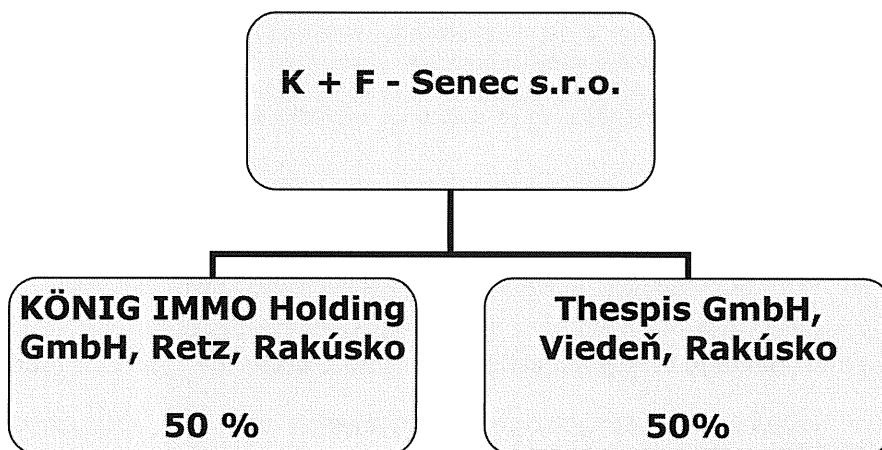 K + F - Senec s.r.o.
KÖNIG IMMO Holding
GmbH, Retz, Rakúsko
50 %
Thespis GmbH,
Viedeň, Rakúsko
50%